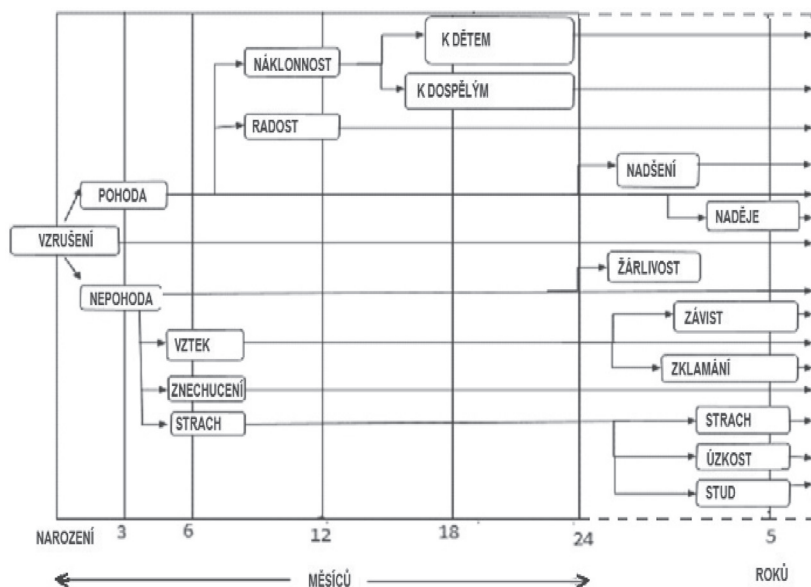 K DĚTEM
NÁKLONNOST
K DOSPĚLÝM
RADOST
NADŠENÍ
POHODA
NADĚJE
VZRUŠENÍ
ŽÁRLIVOST
NEPOHODA
ZÁVIST
VZTEK
ZKLAMÁNÍ
ZNECHUCENÍ
STRACH
STRACH
ÚZKOST
STUD
NAROZENÍ 3 6 12 18 24 5
MĚSÍCŮ ROKŮ